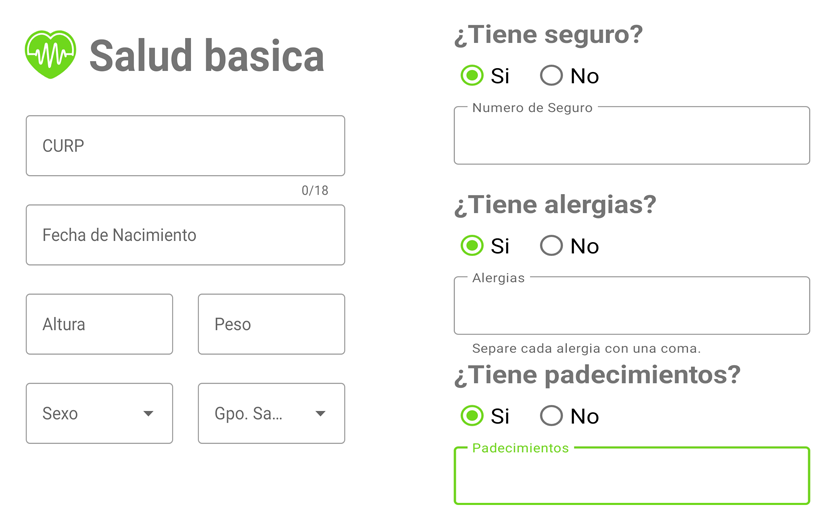 Salud basica
CURP
0/18
Fecha de Nacimiento
Altura
Peso
Sexo
Gpo. Sa...
¿Tiene seguro?
Si
No
Numero de Seguro
¿Tiene alergias?
Si
No
Alergias
Separe cada alergia con una coma.
¿Tiene padecimientos?
Si
No
Padecimientos